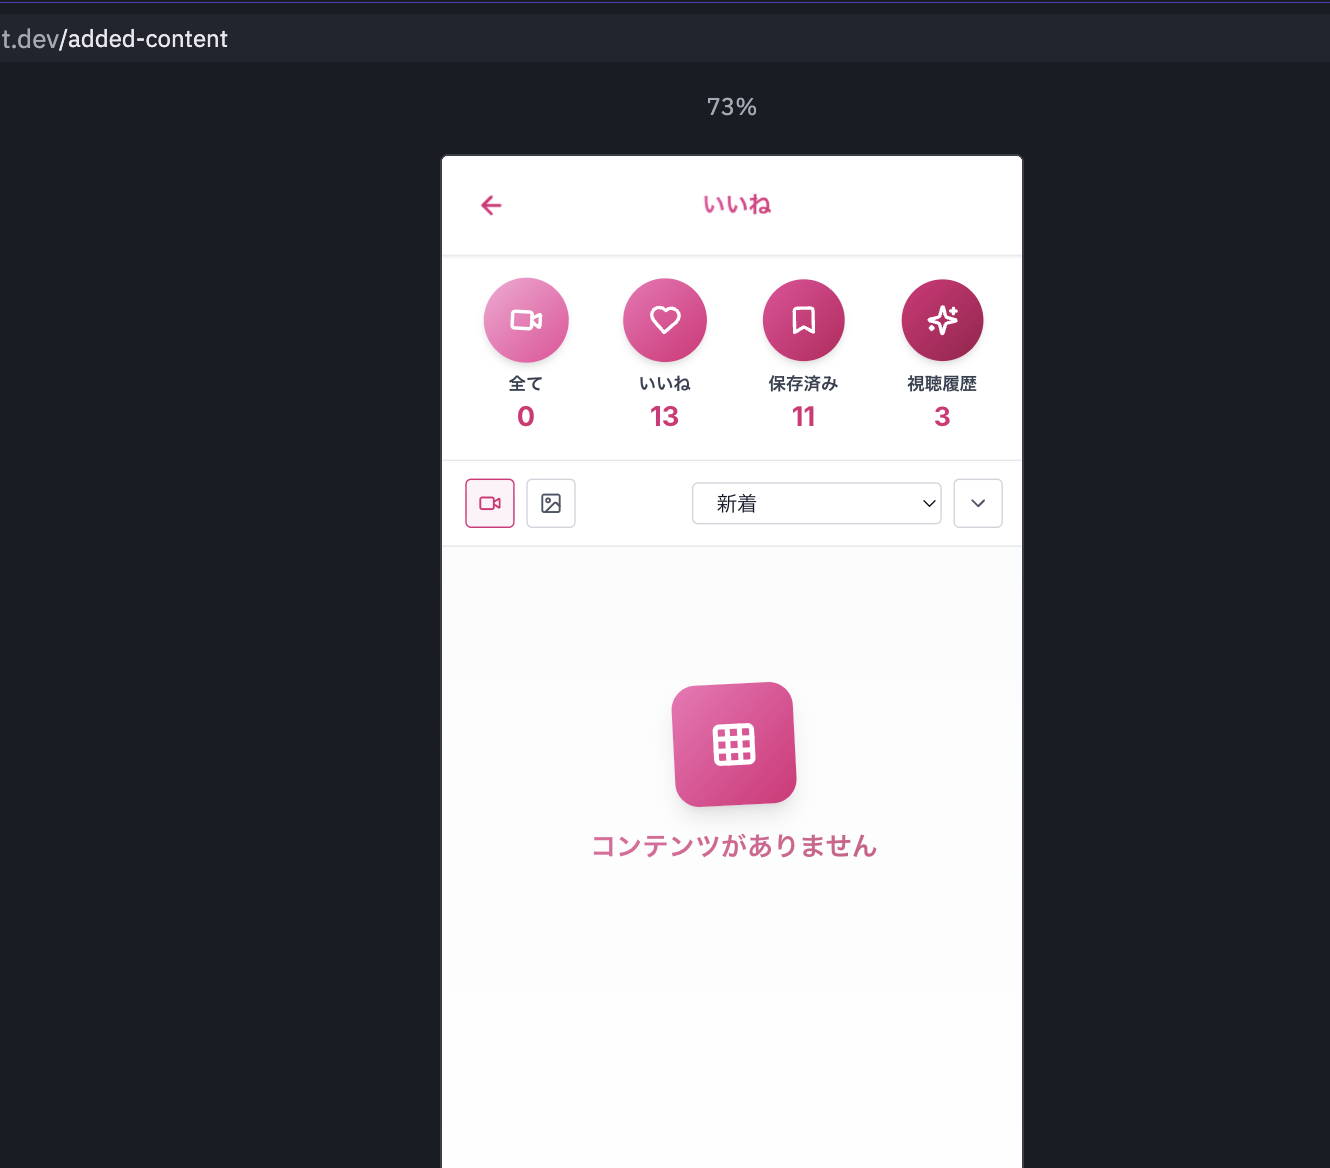 t.dev/added-content
73%
いいね
全て
いいね
保存済み
視聴履歴
0
13
11
3
新着
コンテンツがありません